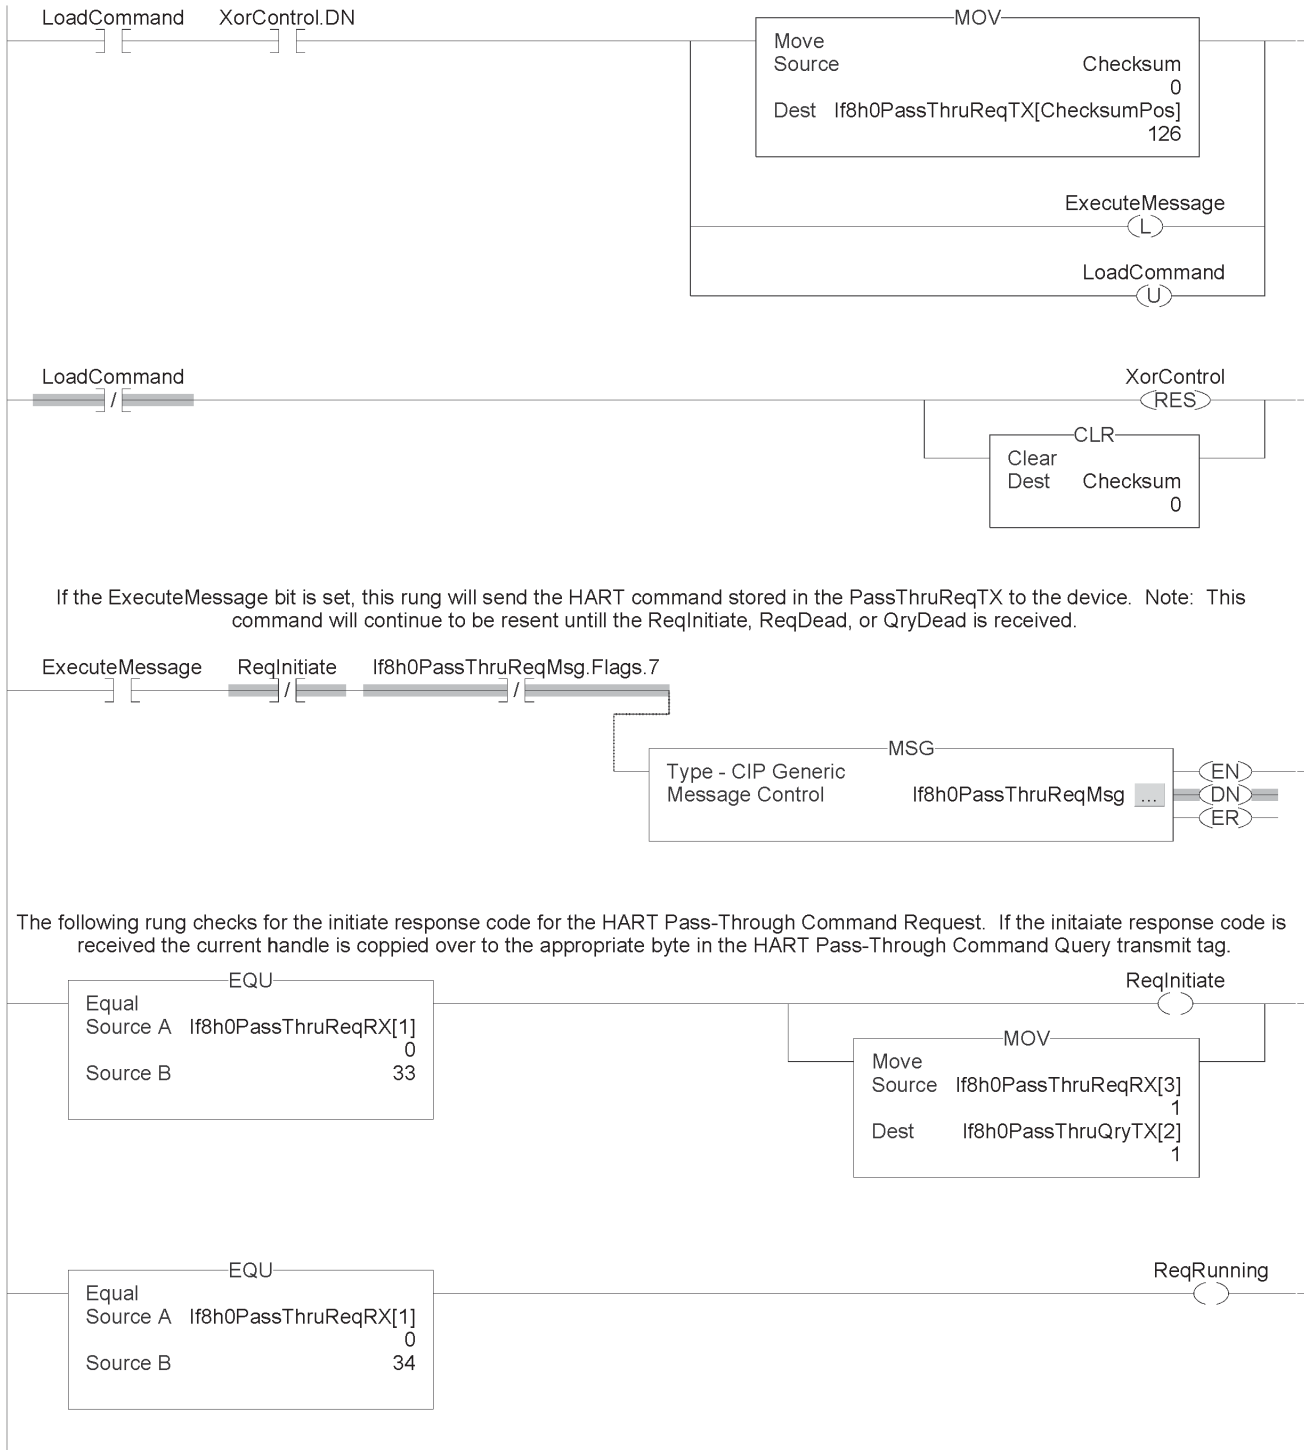 LoadCommand XorControl.DN
MOV
Move
Source Checksum
0
Dest If8h0PassThruReqTX[ChecksumPos]
126
ExecuteMessage
L
LoadCommand
U
LoadCommand XorControl
/ RES
CLR
Clear
Dest Checksum
0
If the ExecuteMessage bit is set, this rung will send the HART command stored in the PassThruReqTX to the device. Note: This
command will continue to be resent untill the ReqInitiate, ReqDead, or QryDead is received.
ExecuteMessage ReqInitiate If8h0PassThruReqMsg.Flags.7
/ /
MSG
Type - CIP Generic EN
Message Control If8h0PassThruReqMsg ... DN
ER
The following rung checks for the initiate response code for the HART Pass-Through Command Request. If the initaiate response code is
received the current handle is coppied over to the appropriate byte in the HART Pass-Through Command Query transmit tag.
EQU ReqInitiate
Equal
Source A If8h0PassThruReqRX[1]
0
Source B 33
MOV
Move
Source If8h0PassThruReqRX[3]
1
Dest If8h0PassThruQryTX[2]
1
EQU ReqRunning
Equal
Source A If8h0PassThruReqRX[1]
0
Source B 34